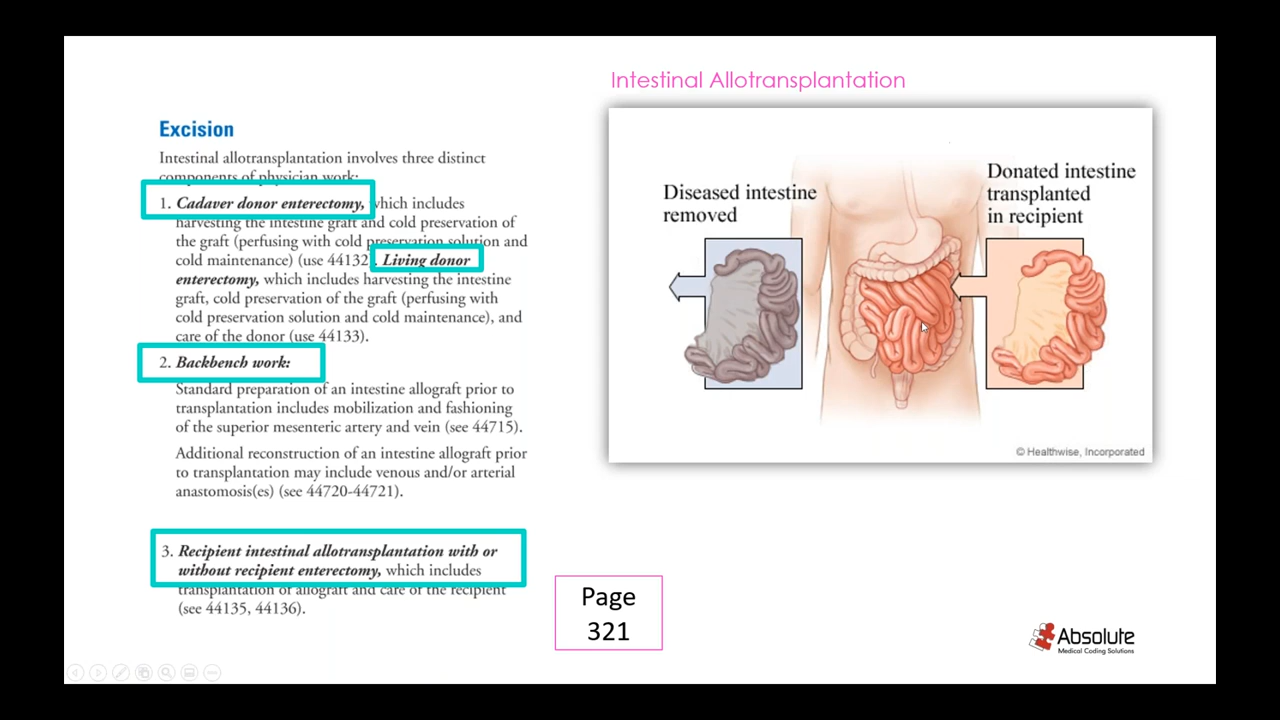 Intestinal Allotransplantation
Excision
Intestinal allotransplantation involves three distinct
components of physician work:
1. Cadaver donor enterectomy, which includes
harvesting the intestine graft and cold preservation of
the graft (perfusing with cold preservation solution and
cold maintenance) (use 44132). Living donor
enterectomy, which includes harvesting the intestine
graft, cold preservation of the graft (perfusing with
cold preservation solution and cold maintenance), and
care of the donor (use 44133).
2. Backbench work:
Standard preparation of an intestine allograft prior to
transplantation includes mobilization and fashioning
of the superior mesenteric artery and vein (see 44715).
Additional reconstruction of an intestine allograft prior
to transplantation may include venous and/or arterial
anastomosis(es) (see 44720-44721).
3. Recipient intestinal allotransplantation with or
without recipient enterectomy, which includes
transplantation of allograft and care of the recipient
(see 44135, 44136).
Diseased intestine
removed
Donated intestine
transplanted
in recipient
© Healthwise, Incorporated
Page
321
Absolute
Medical Coding Solutions